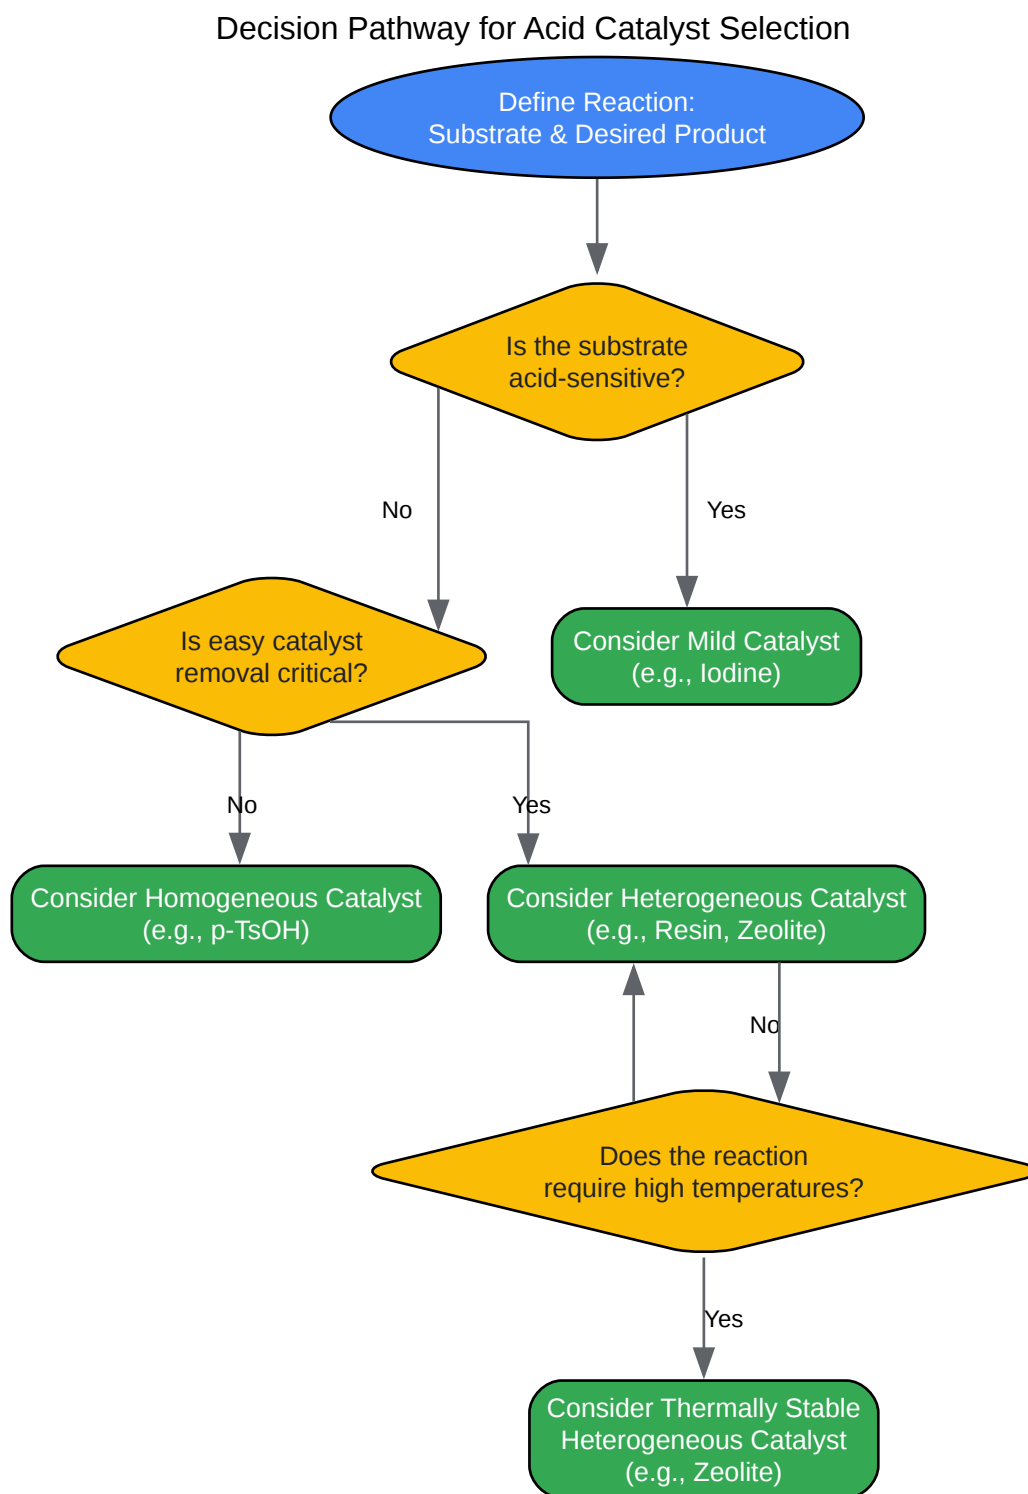 Decision Pathway for Acid Catalyst Selection
Define Reaction:
Substrate & Desired Product
Is the substrate
acid-sensitive?
No
Yes
Is easy catalyst
removal critical?
Consider Mild Catalyst
(e.g., Iodine)
No
Yes
Consider Homogeneous Catalyst
(e.g., p-TsOH)
Consider Heterogeneous Catalyst
(e.g., Resin, Zeolite)
No
Does the reaction
require high temperatures?
Yes
Consider Thermally Stable
Heterogeneous Catalyst
(e.g., Zeolite)